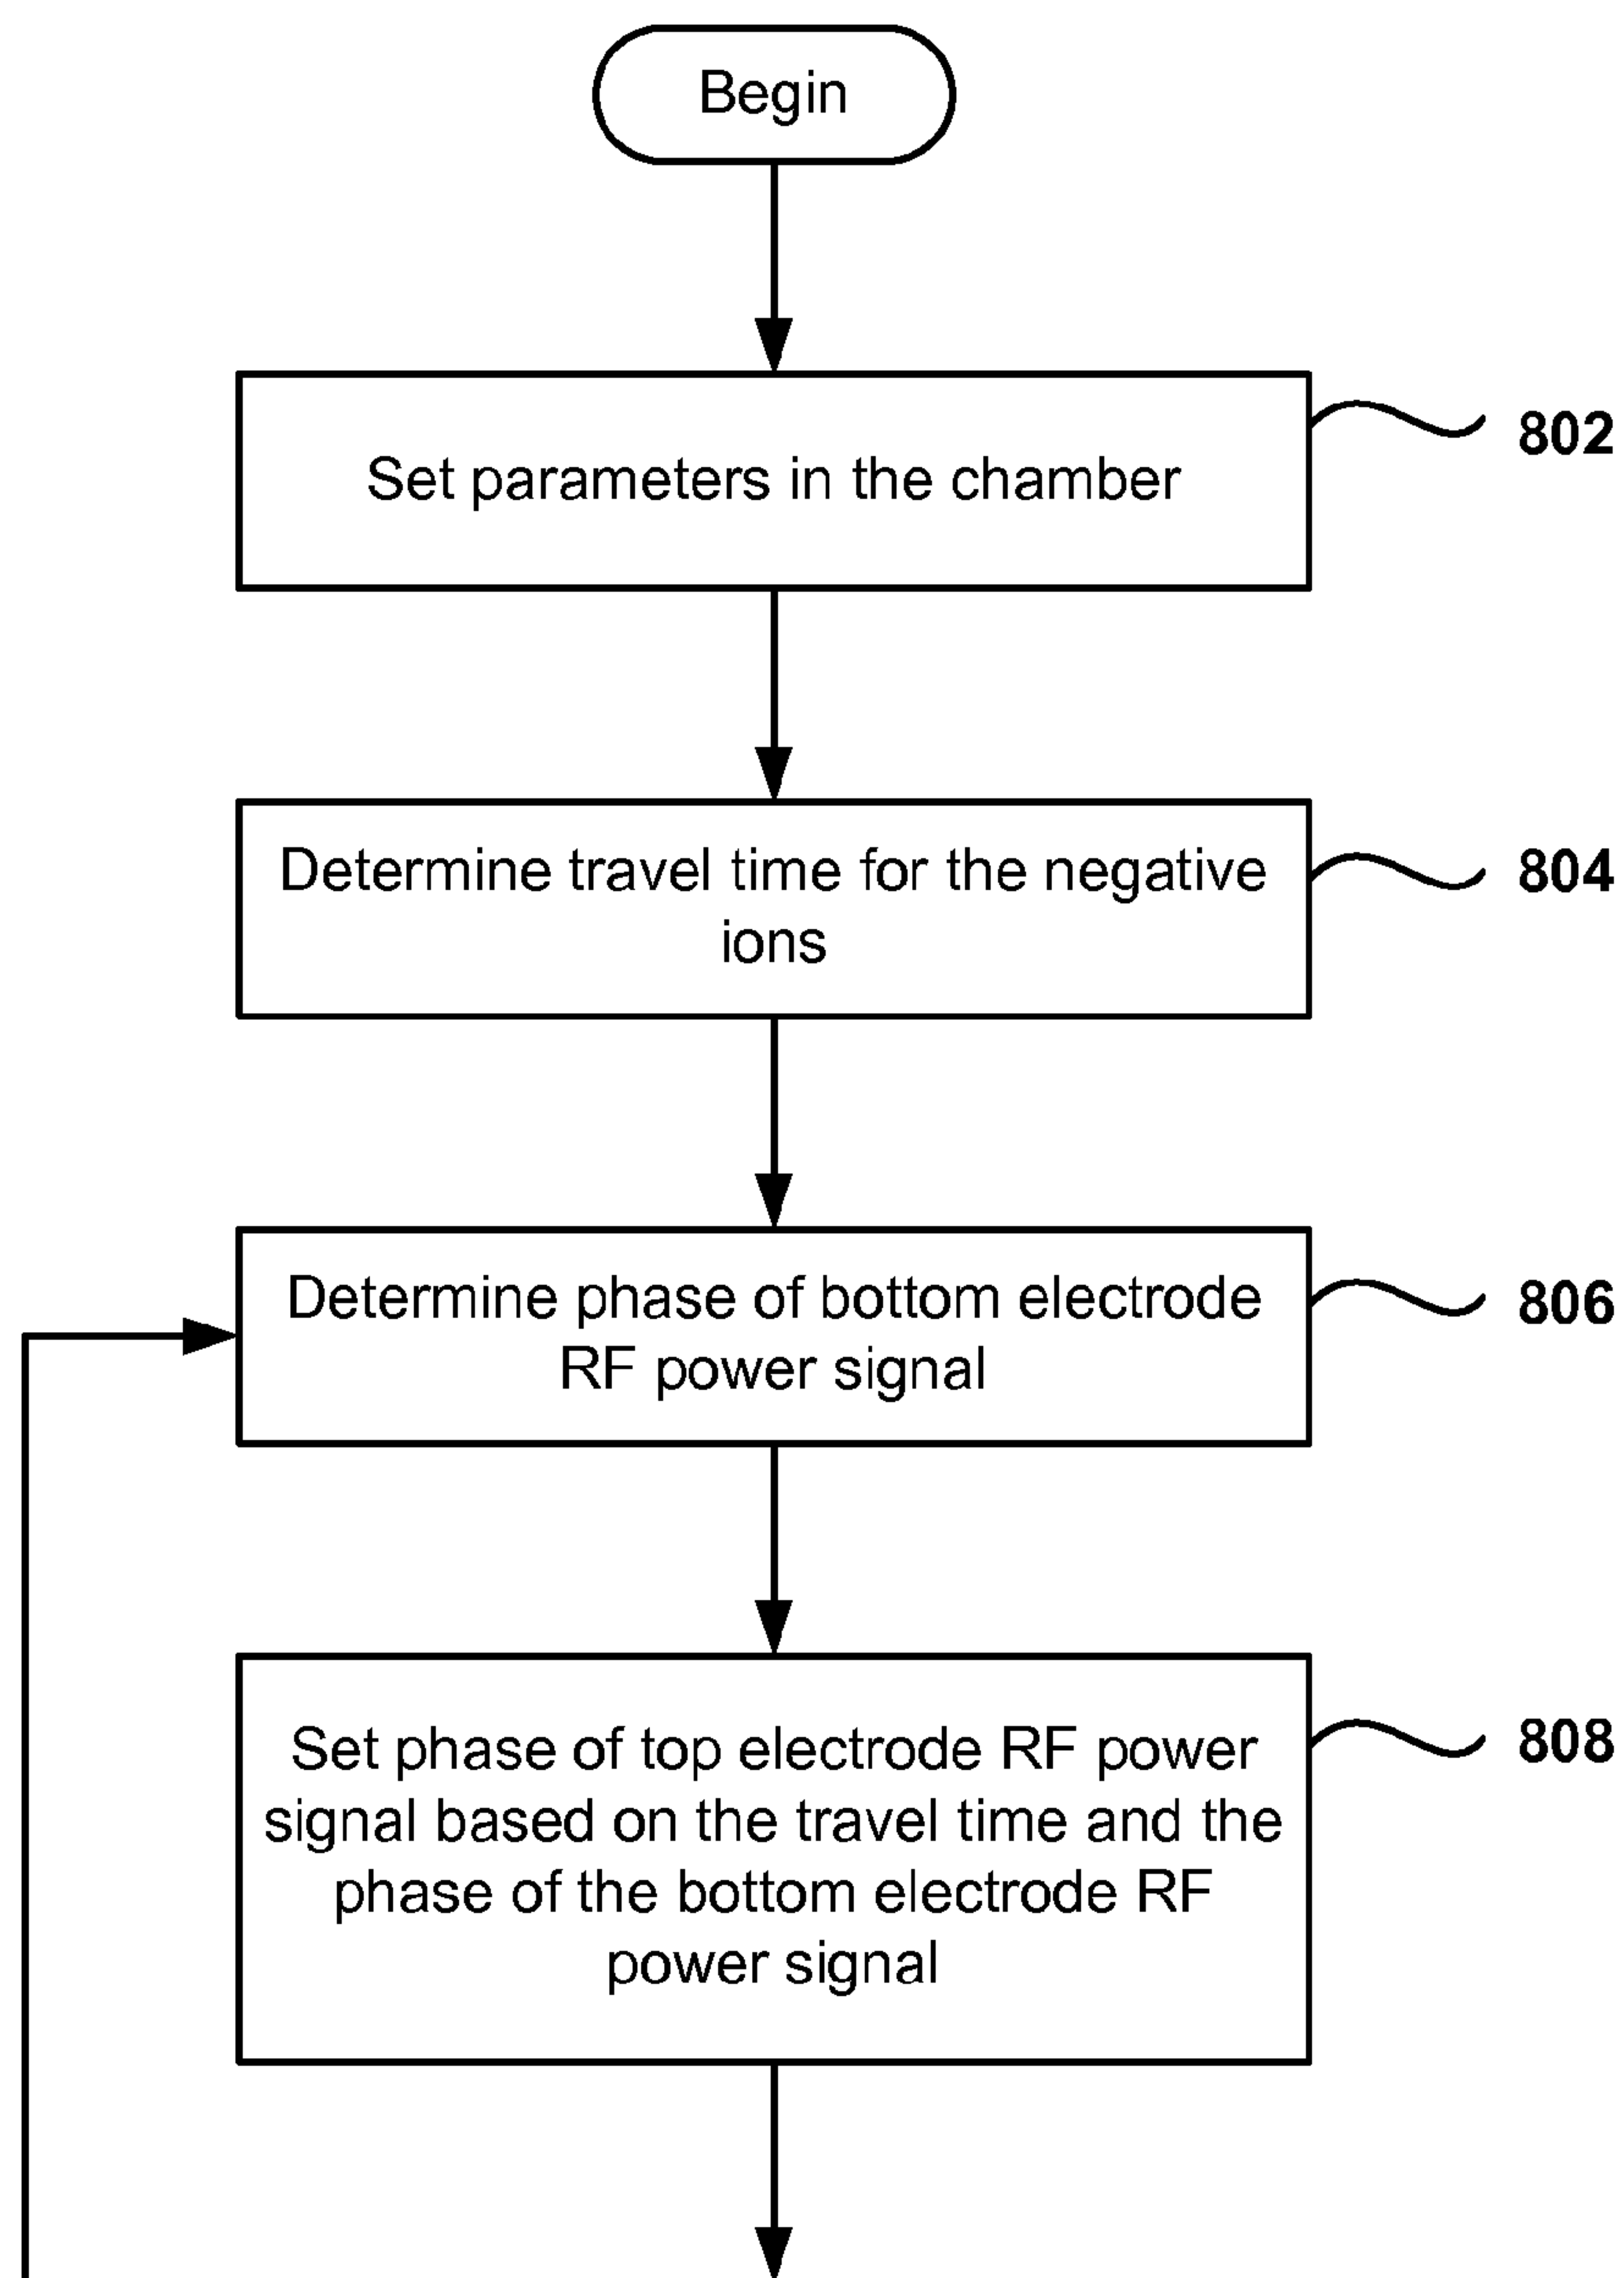 Begin
Set parameters in the chamber
802
Determine travel time for the negative
ions
804
Determine phase of bottom electrode
RF power signal
806
Set phase of top electrode RF power
signal based on the travel time and the
phase of the bottom electrode RF
power signal
808